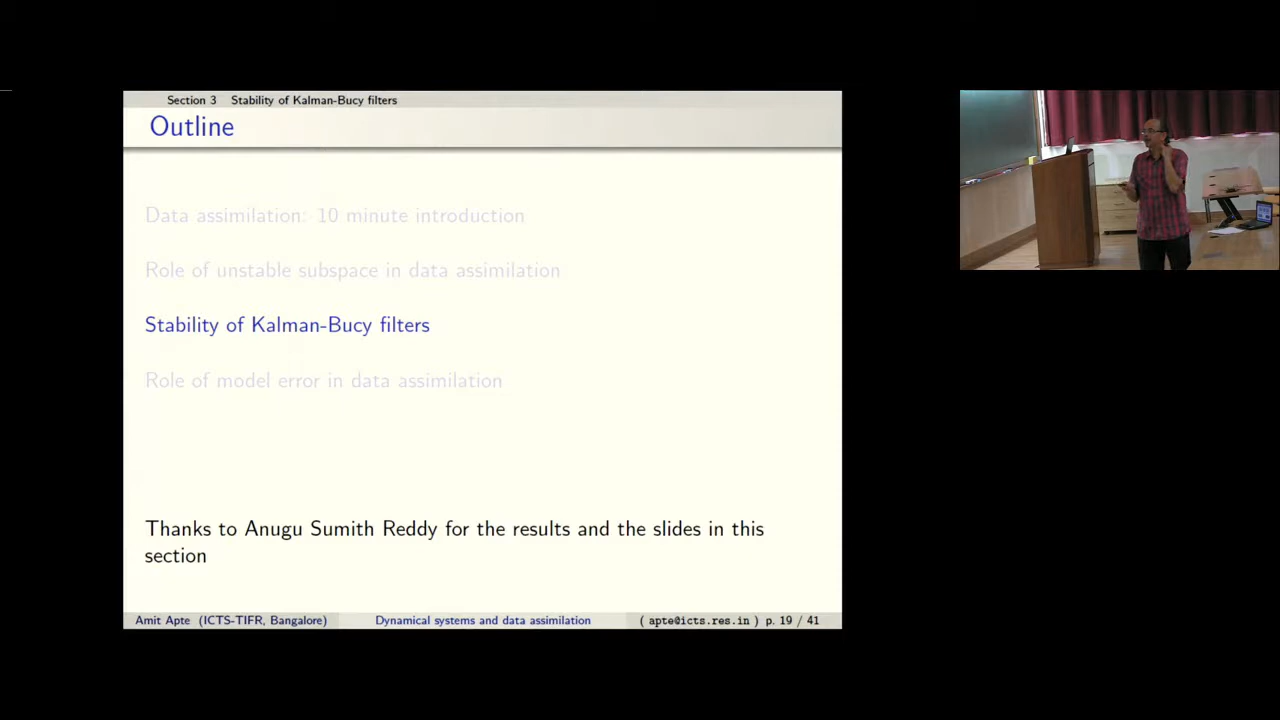 Section 3 Stability of Kalman-Bucy filters
Outline
Data assimilation: 10 minute introduction
Role of unstable subspace in data assimilation
Stability of Kalman-Bucy filters
Role of model error in data assimilation
Thanks to Anugu Sumith Reddy for the results and the slides in this
section
Amit Apte (ICTS-TIFR, Bangalore) Dynamical systems and data assimilation ( apte@icts.res.in ) p. 19 / 41